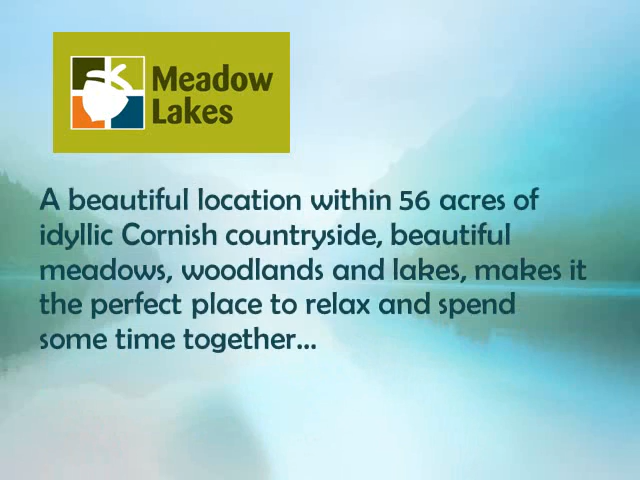 Meadow
Lakes
A beautiful location within 56 acres of
idyllic Cornish countryside, beautiful
meadows, woodlands and lakes, makes it
the perfect place to relax and spend
some time together...